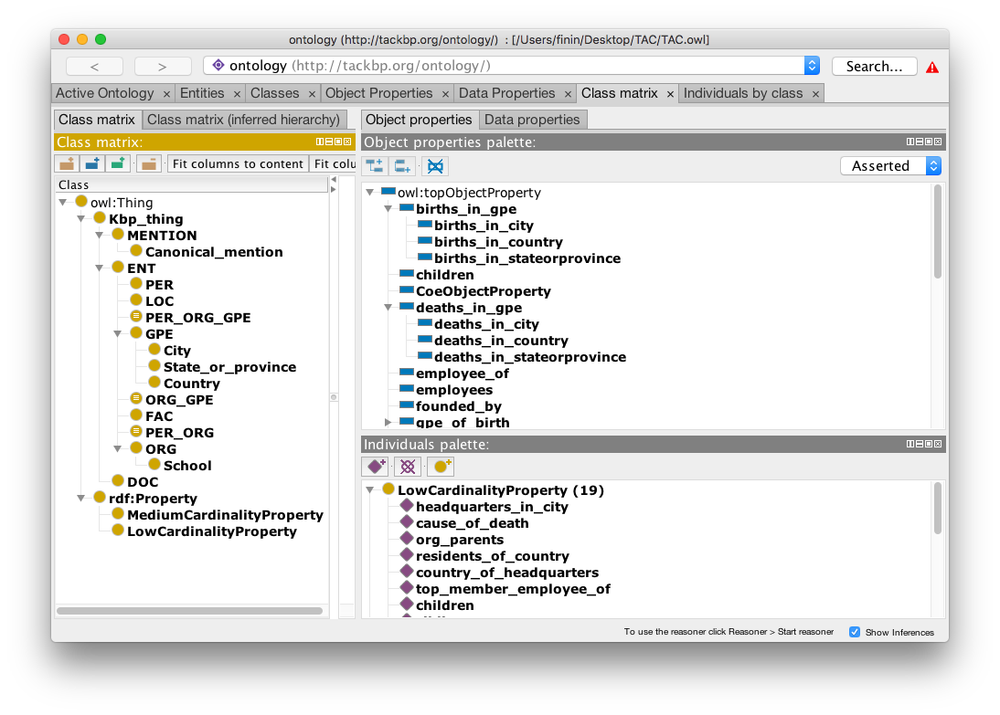 ontology (http://tackbp.org/ontology/) : [/Users/finin/Desktop/TAC/TAC.owl]
< > ontology (http://tackbp.org/ontology/) Search...
Active Ontology × Entities × Classes × Object Properties × Data Properties × Class matrix × Individuals by class ×
Class matrix Class matrix (inferred hierarchy)
Class matrix:
Fit columns to content Fit colu
Class
owl:Thing
Kbp_thing
MENTION
Canonical_mention
ENT
PER
LOC
PER_ORG_GPE
GPE
City
State_or_province
Country
ORG_GPE
FAC
PER_ORG
ORG
School
DOC
rdf:Property
MediumCardinalityProperty
LowCardinalityProperty
Object properties Data properties
Object properties palette:
Asserted
owl:topObjectProperty
births_in_gpe
births_in_city
births_in_country
births_in_stateorprovince
children
CoeObjectProperty
deaths_in_gpe
deaths_in_city
deaths_in_country
deaths_in_stateorprovince
employee_of
employees
founded_by
gpe_of_birth
Individuals palette:
LowCardinalityProperty (19)
headquarters_in_city
cause_of_death
org_parents
residents_of_country
country_of_headquarters
top_member_employee_of
children
To use the reasoner click Reasoner > Start reasoner Show Inferences